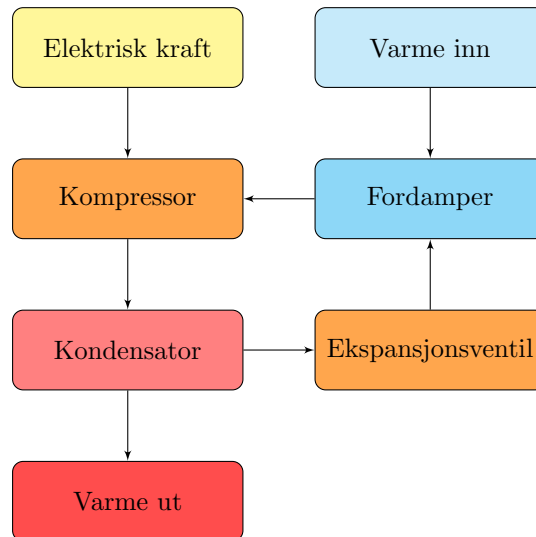 Elektrisk kraft
Varme inn
Kompressor
Fordamper
Kondensator
Ekspansjonsventil
Varme ut